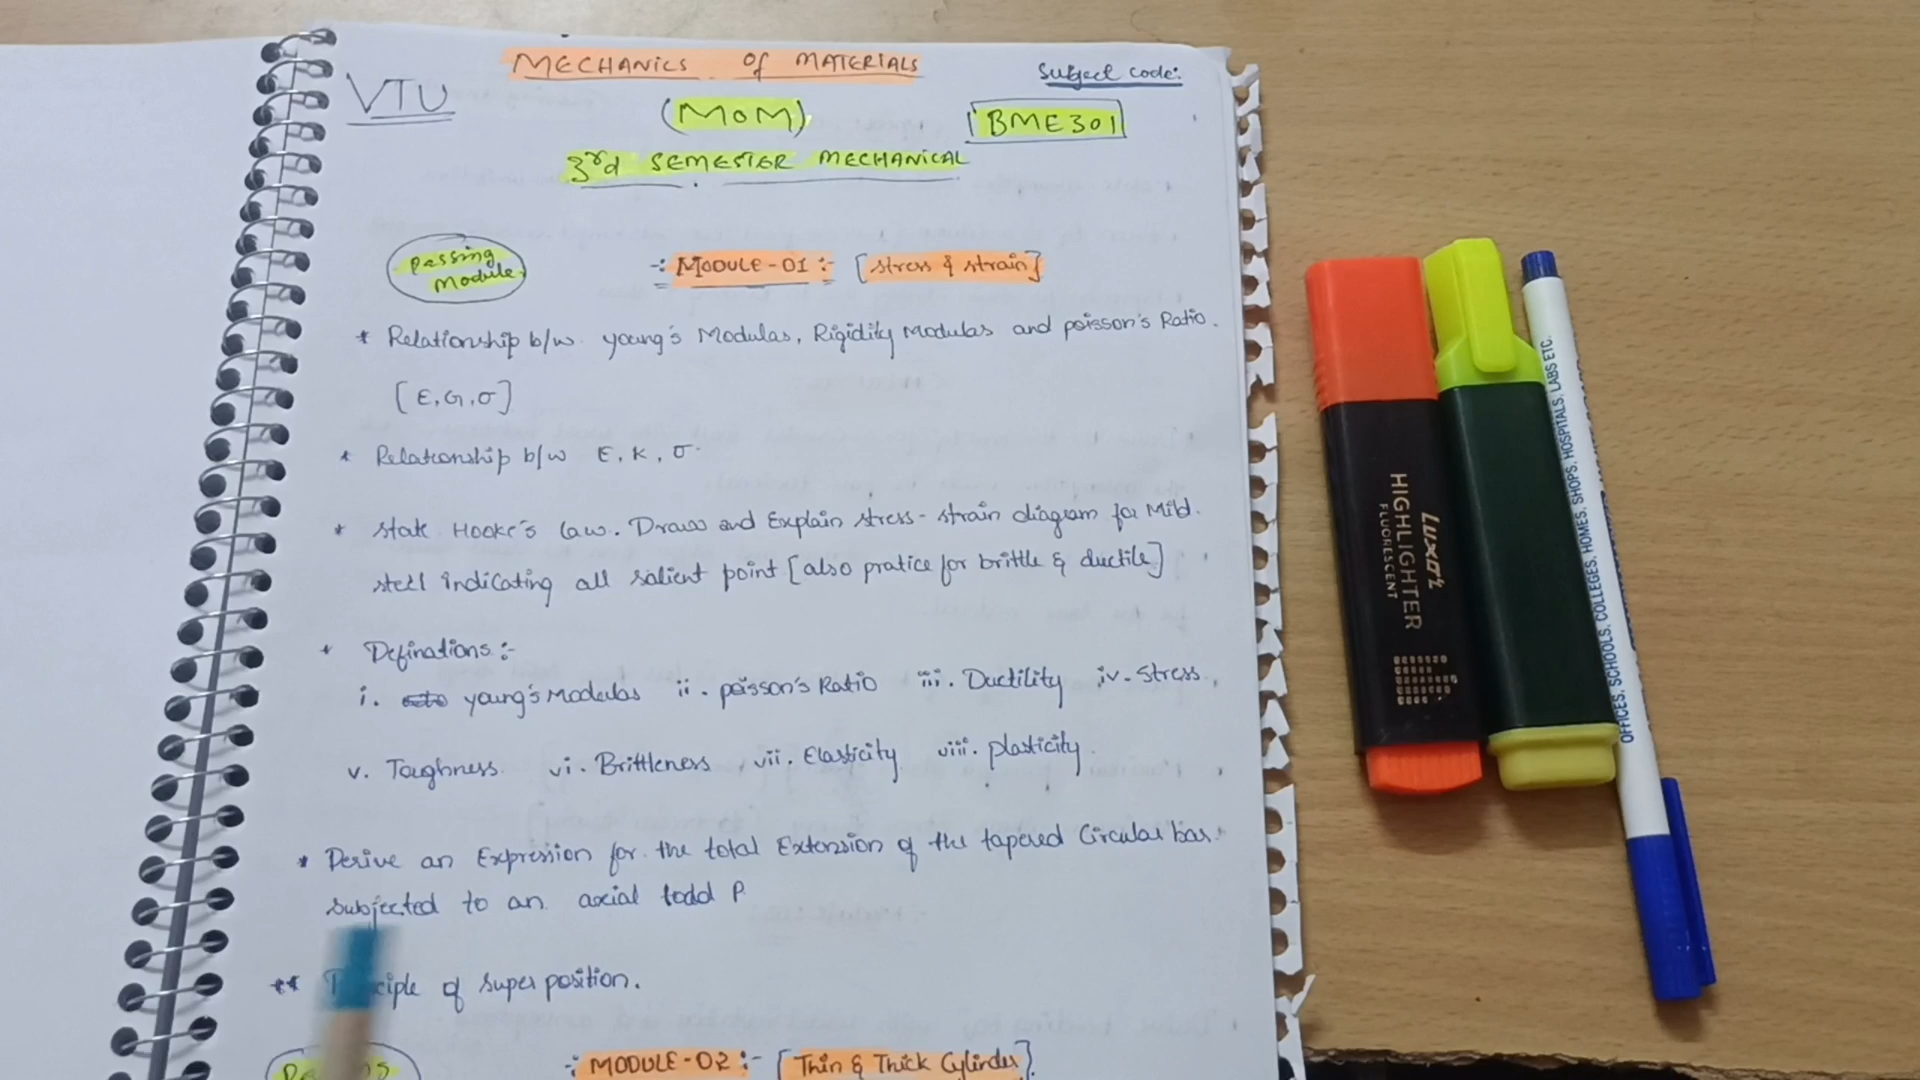 MECHANICS of MATERIALS
Subject code:
VTU
(MOM)
BME301
3rd SEMESTER MECHANICAL
Passing Module
-: MODULE-01 :- [stress & strain]
* Relationship b/w young's Modulas, Rigidity Modulas and poisson's Ratio.
[E, G, σ]
* Relationship b/w E, K, σ.
* State Hooke's law. Draw and Explain stress-strain diagram for Mild.
steel indicating all salient point [also pratice for brittle & ductile]
* Definations :-
i. young's Modulas ii. poisson's Ratio iii. Ductility iv. Stress
v. Toughness. vi. Brittleness vii. Elasticity viii. plasticity.
* Derive an Expression for the total Extension of the tapered Circular bar.
subjected to an axial load P
** of super position.
-: MODULE-02 :- [Thin & Thick Cylinder]
LUXOR
HIGHLIGHTER
FLUORESCENT
OFFICES, SCHOOLS, COLLEGES, HOMES, SHOPS, HOSPITALS, LABS ETC.